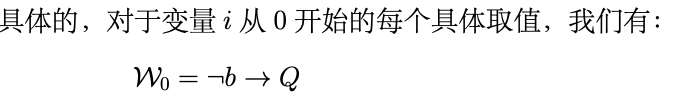 具体的，对于变量 i 从 0 开始的每个具体取值，我们有：
𝒲₀ = ¬b → Q